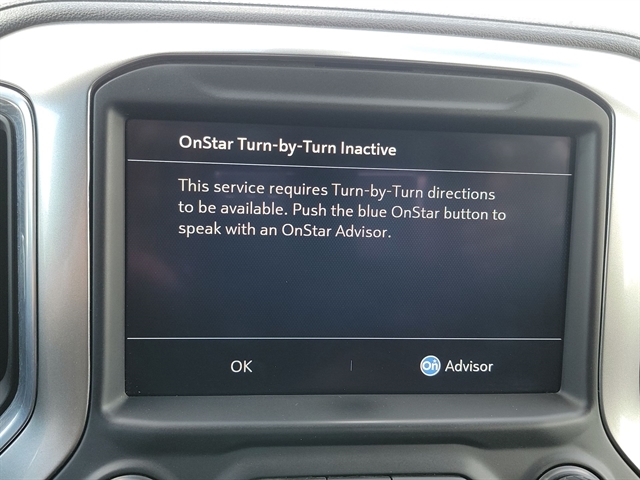 OnStar Turn-by-Turn Inactive
This service requires Turn-by-Turn directions
to be available. Push the blue OnStar button to
speak with an OnStar Advisor.
OK
On Advisor